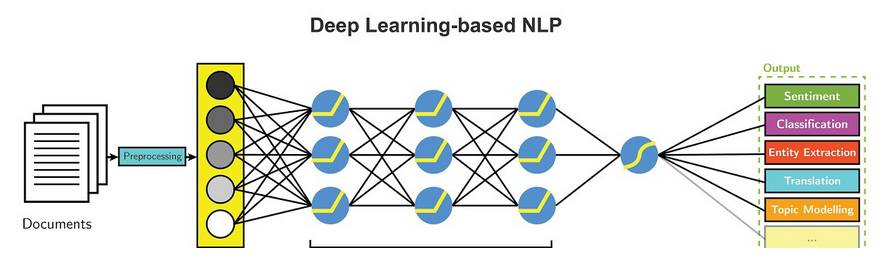 Deep Learning-based NLP
Documents
Preprocessing
Output
Sentiment
Classification
Entity Extraction
Translation
Topic Modelling
...